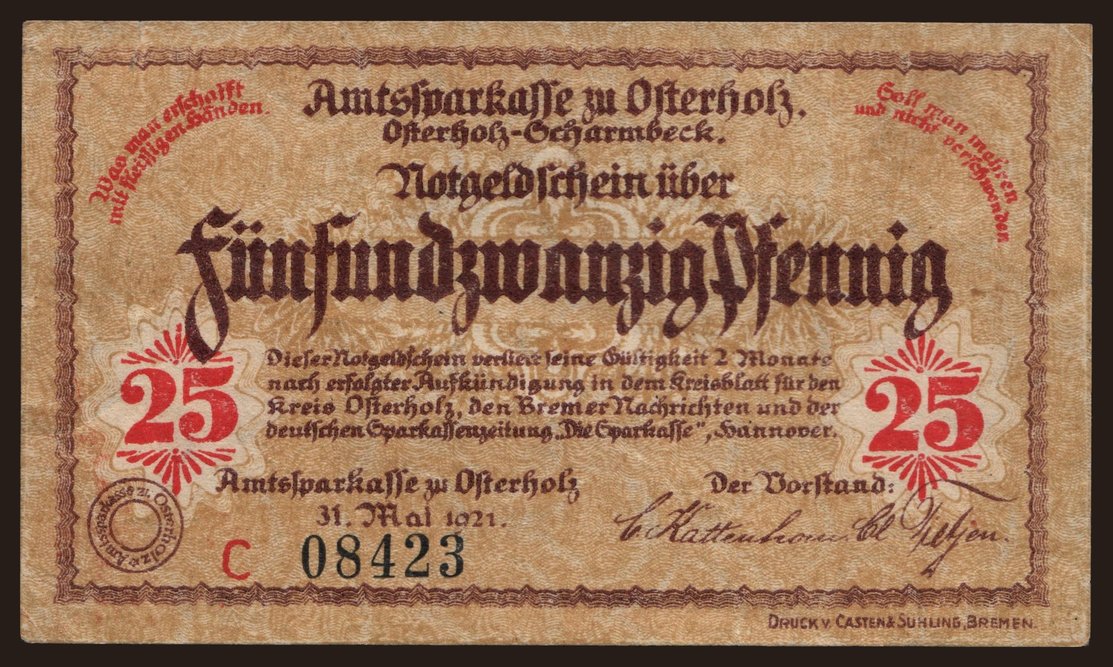 Was man erschafft
mit fleissigen Händen.
Amtssparkasse zu Osterholz.
Osterholz-Scharmbeck.
Soll man mehren
und nicht verschwenden
Notgeldschein über
Fünfundzwanzig Pfennig
25
Dieser Notgeldschein verliert seine Gültigkeit 2 Monate
nach erfolgter Aufkündigung in dem Kreisblatt für den
Kreis Osterholz, den Bremer Nachrichten und der
deutschen Sparkassenzeitung „Die Sparkasse", Hannover.
25
Amtssparkasse zu Osterholz
31. Mai 1921.
Der Vorstand:
C Kattenhorn
Amtssparkasse z. Osterholz
C 08423
DRUCK V. CASTEN & SUHLING, BREMEN.